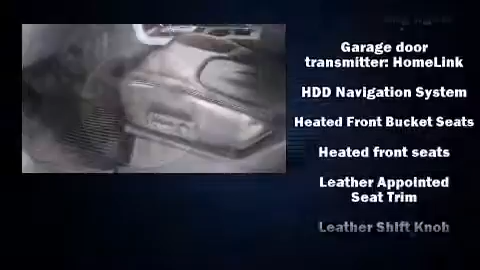 Garage door
transmitter: HomeLink
HDD Navigation System
Heated Front Bucket Seats
Heated front seats
Leather Appointed
Seat Trim
Leather Shift Knob